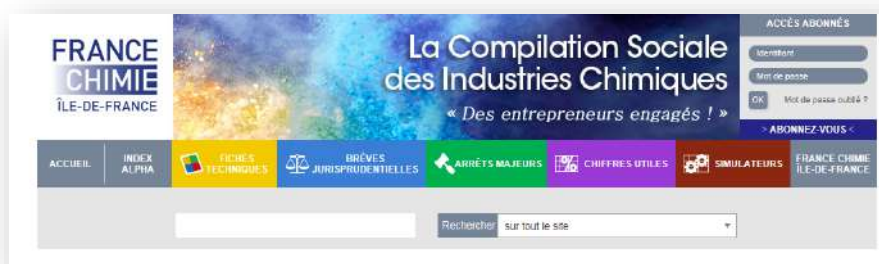 FRANCE
CHIMIE
ÎLE-DE-FRANCE
La Compilation Sociale
des Industries Chimiques
« Des entrepreneurs engagés ! »
ACCÈS ABONNÉS
Identifiant
Mot de passe
OK Mot de passe oublié ?
> ABONNEZ-VOUS <
ACCUEIL
INDEX
ALPHA
FICHES
TECHNIQUES
BRÈVES
JURISPRUDENTIELLES
ARRÊTS MAJEURS
CHIFFRES UTILES
SIMULATEURS
FRANCE CHIMIE
ÎLE-DE-FRANCE
Rechercher sur tout le site